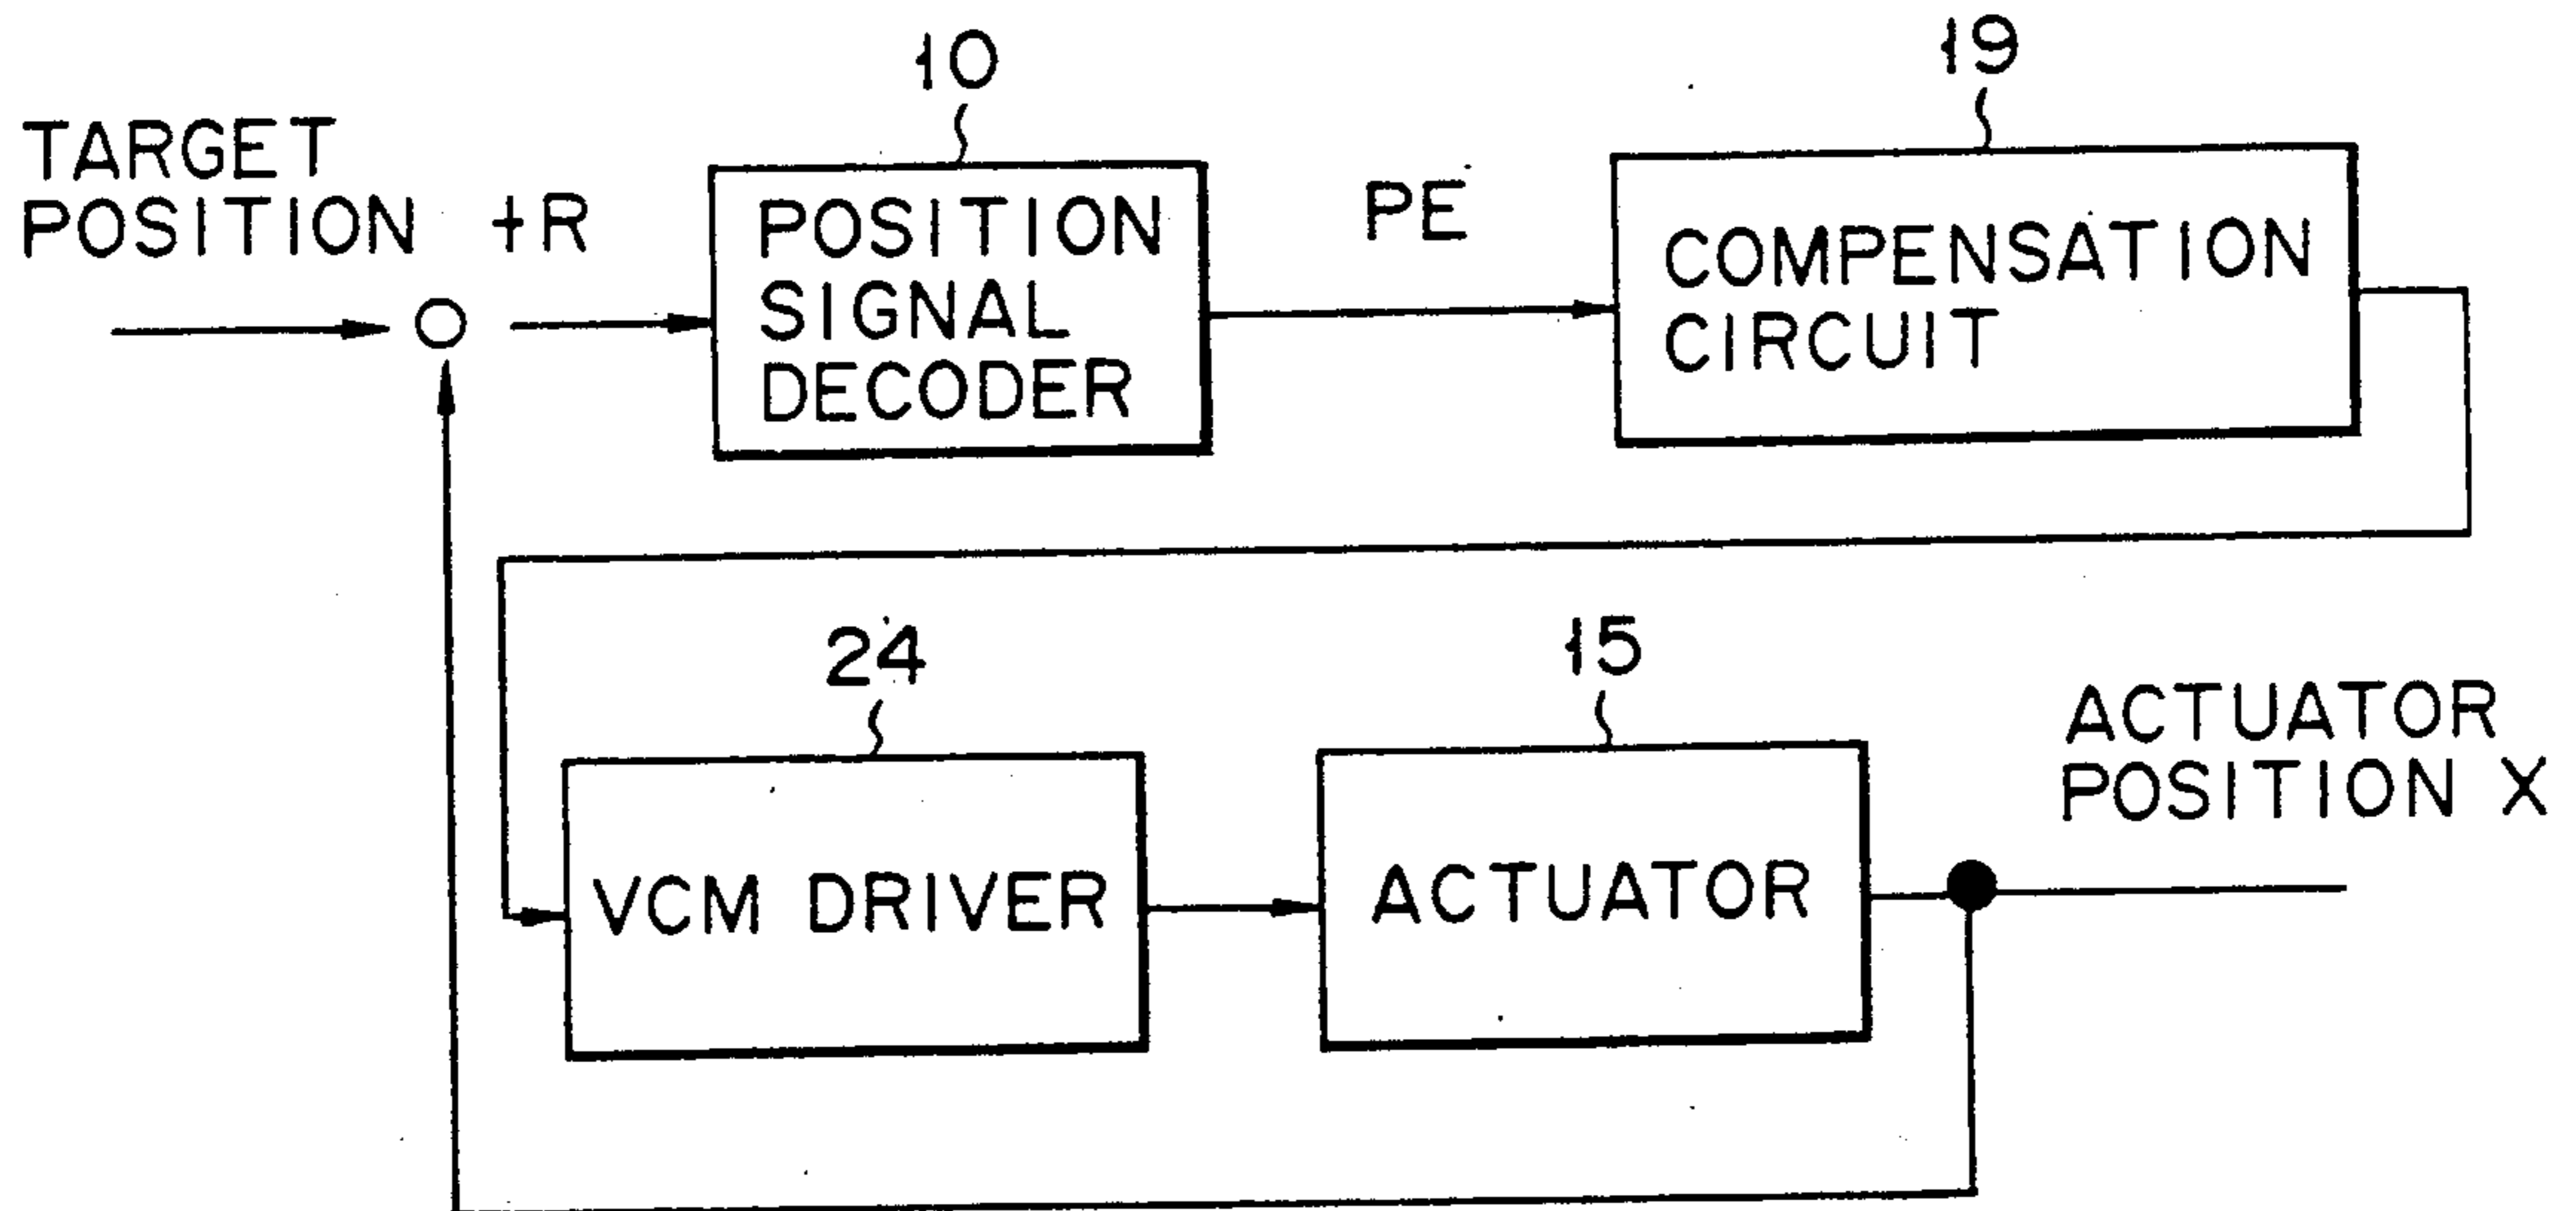 10
19
TARGET
POSITION +R
POSITION
SIGNAL
DECODER
PE
COMPENSATION
CIRCUIT
24
15
VCM DRIVER
ACTUATOR
ACTUATOR
POSITION X